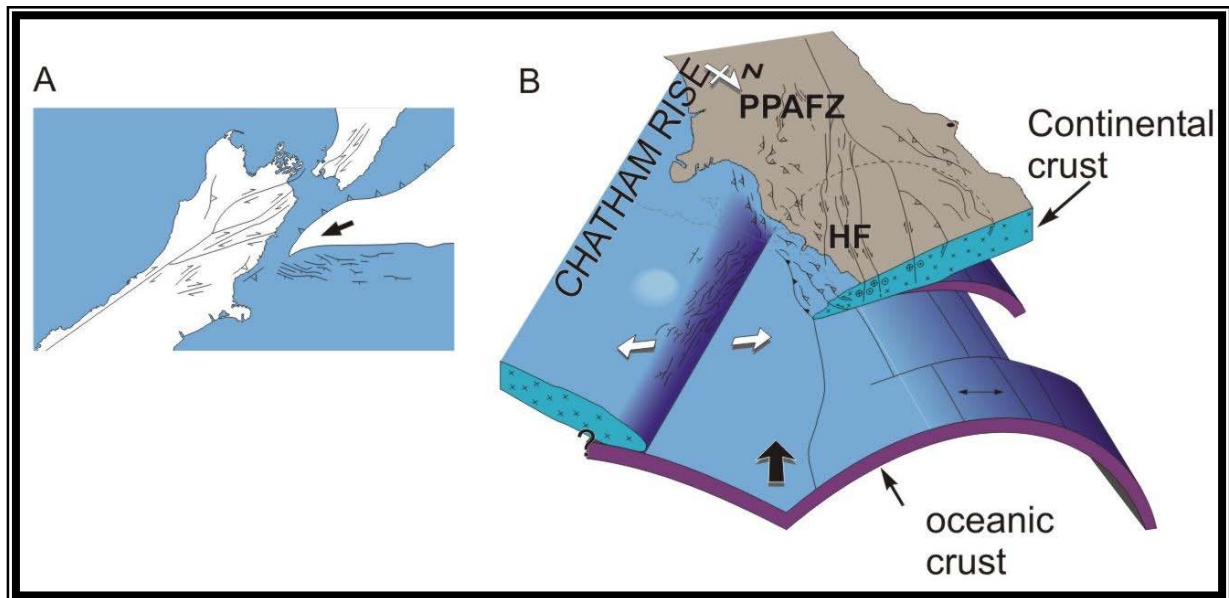 A
B
CHATHAM RISE
N
PPAFZ
Continental
crust
HF
?
oceanic
crust